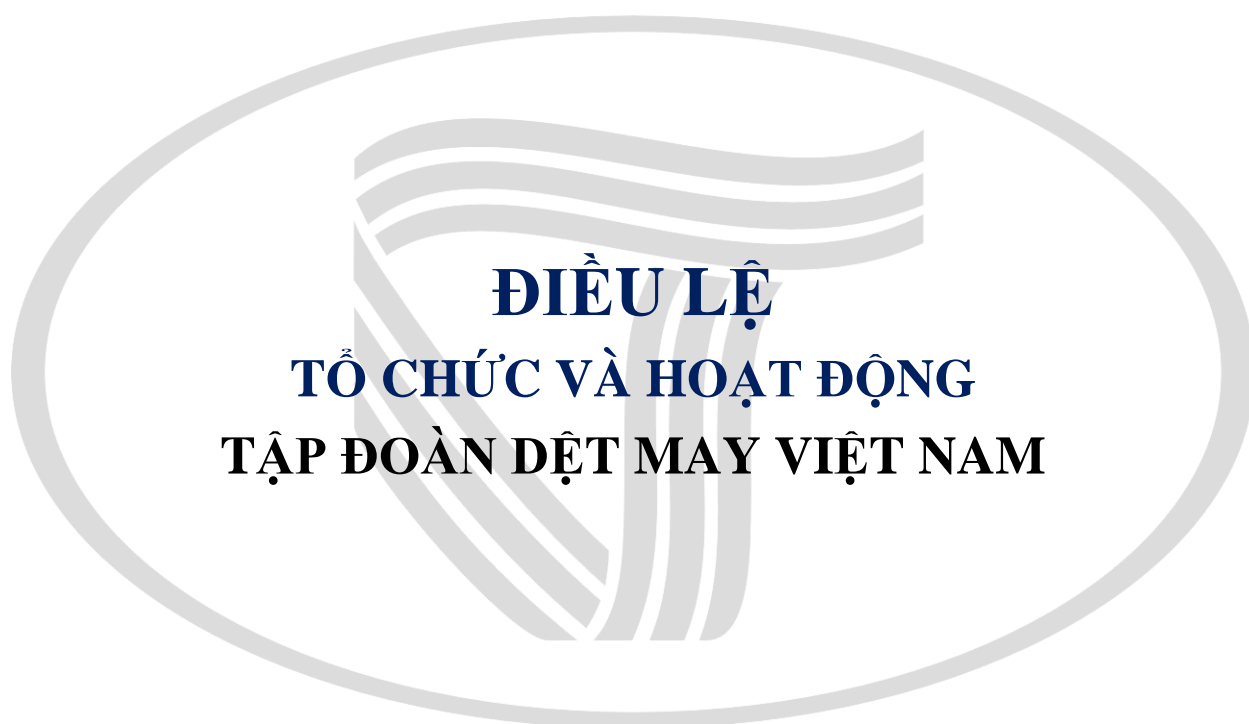 ĐIỀU LỆ
TỔ CHỨC VÀ HOẠT ĐỘNG
TẬP ĐOÀN DỆT MAY VIỆT NAM